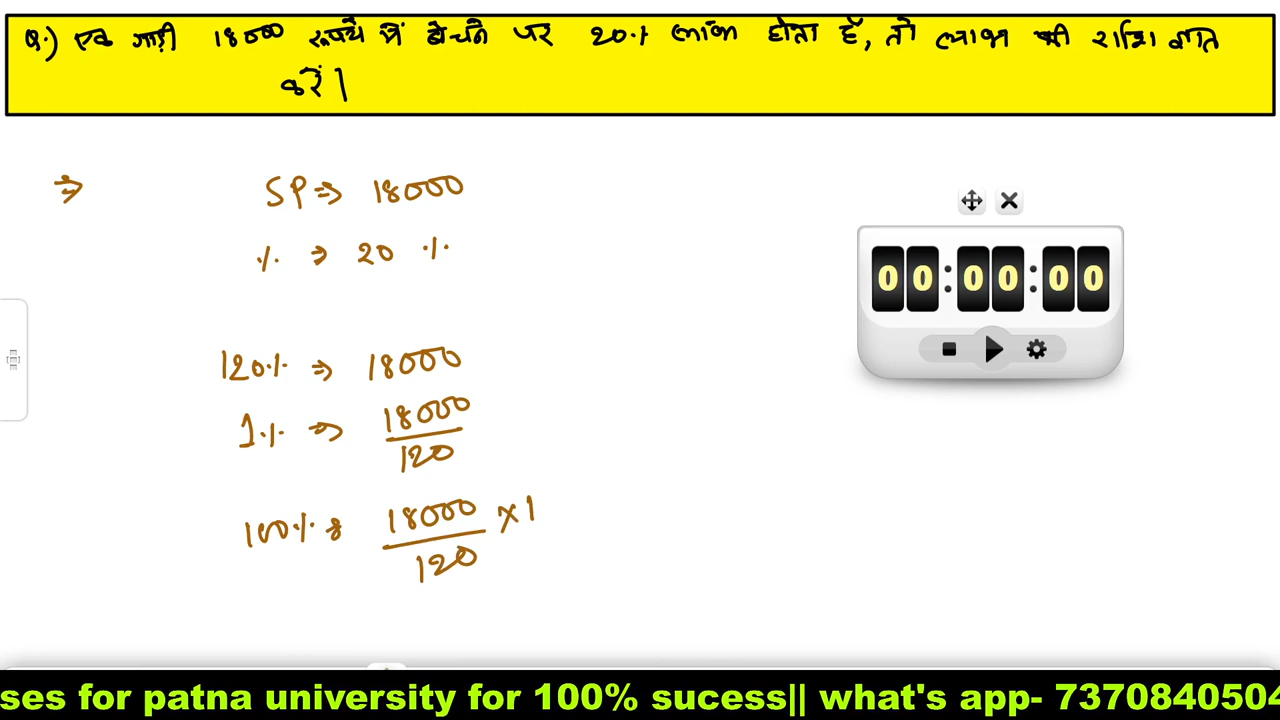 Q.) एक गाड़ी 18000 रूपये में बेचने पर 20% लाभ होता है, तो लाभ की राशि ज्ञात
करें|
⇒ SP ⇒ 18000
% ⇒ 20 %
120% ⇒ 18000
1% ⇒ 18000/120
100% ⇒ 18000/120 × 1
00:00:00
ses for patna university for 100% sucess|| what's app- 7370840504